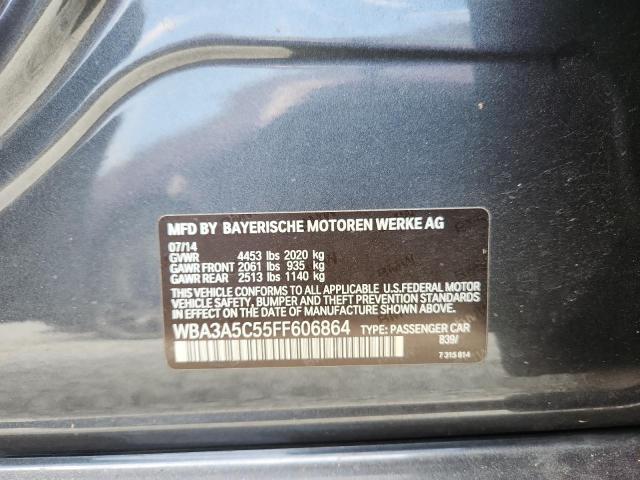 MFD BY BAYERISCHE MOTOREN WERKE AG
07/14
GVWR 4453 lbs 2020 kg
GAWR FRONT 2061 lbs 935 kg
GAWR REAR 2513 lbs 1140 kg
THIS VEHICLE CONFORMS TO ALL APPLICABLE U.S.FEDERAL MOTOR
VEHICLE SAFETY, BUMPER AND THEFT PREVENTION STANDARDS
IN EFFECT ON THE DATE OF MANUFACTURE SHOWN ABOVE.
WBA3A5C55FF606864 TYPE: PASSENGER CAR
839/
7 315 814